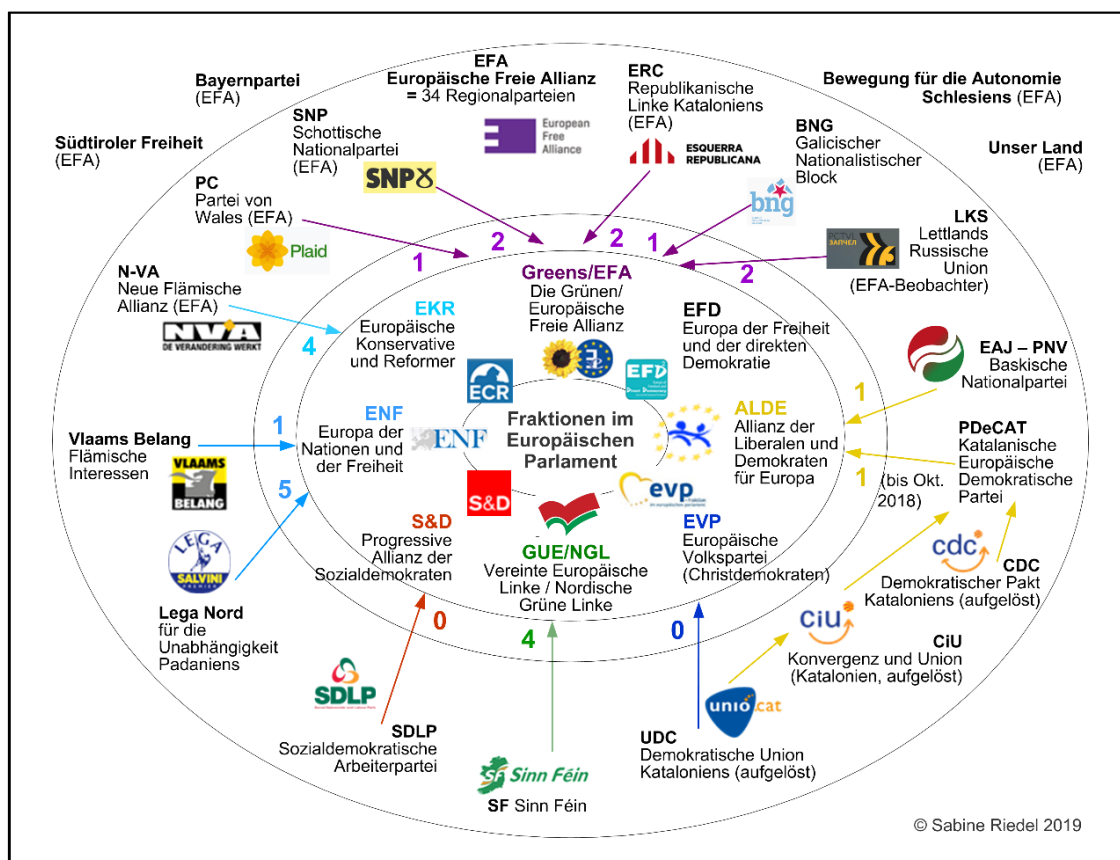 EFA
Europäische Freie Allianz
= 34 Regionalparteien
European
Free
Alliance
Bayernpartei
(EFA)
Südtiroler Freiheit
(EFA)
SNP
Schottische
Nationalpartei
(EFA)
SNP
ERC
Republikanische
Linke Kataloniens
(EFA)
ESQUERRA
REPUBLICANA
Bewegung für die Autonomie
Schlesiens (EFA)
BNG
Galicischer
Nationalistischer
Block
bng
Unser Land
(EFA)
PC
Partei von
Wales (EFA)
Plaid
LKS
Lettlands
Russische
Union
(EFA-Beobachter)
PCTVL
ЗАПЧЕЛ
N-VA
Neue Flämische
Allianz (EFA)
N-VA
DE VERANDERING WERKT
1
2
2
1
2
4
Greens/EFA
Die Grünen/
Europäische
Freie Allianz
EKR
Europäische
Konservative
und Reformer
ECR
EFD
Europa der Freiheit
und der direkten
Demokratie
EFD
EAJ – PNV
Baskische
Nationalpartei
1
Vlaams Belang
Flämische
Interessen
VLAAMS
BELANG
1
ENF
Europa der
Nationen und
der Freiheit
ENF
Fraktionen im
Europäischen
Parlament
ALDE
Allianz der
Liberalen und
Demokraten
für Europa
PDeCAT
Katalanische
Europäische
Demokratische
Partei
1
(bis Okt.
2018)
5
LEGA
SALVINI
PREMIER
Lega Nord
für die
Unabhängigkeit
Padaniens
S&D
S&D
Progressive
Allianz der
Sozialdemokraten
GUE/NGL
Vereinte Europäische
Linke / Nordische
Grüne Linke
evp
EVP
Europäische
Volkspartei
(Christdemokraten)
cdc
CDC
Demokratischer Pakt
Kataloniens (aufgelöst)
CiU
CiU
Konvergenz und Union
(Katalonien, aufgelöst)
0
4
0
SDLP
SDLP
Sozialdemokratische
Arbeiterpartei
SF Sinn Féin
SF Sinn Féin
unió.cat
UDC
Demokratische Union
Kataloniens (aufgelöst)
© Sabine Riedel 2019